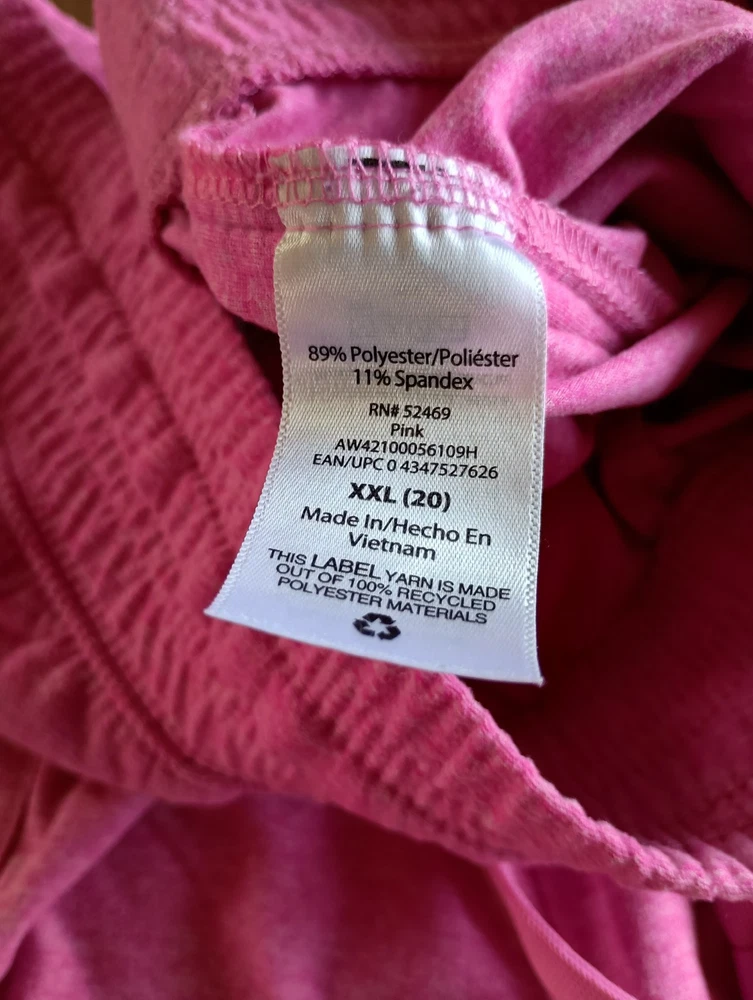 89% Polyester/Poliéster
11% Spandex
RN# 52469
Pink
AW42100056109H
EAN/UPC 0 4347527626
XXL (20)
Made In/Hecho En
Vietnam
THIS LABEL YARN IS MADE
OUT OF 100% RECYCLED
POLYESTER MATERIALS